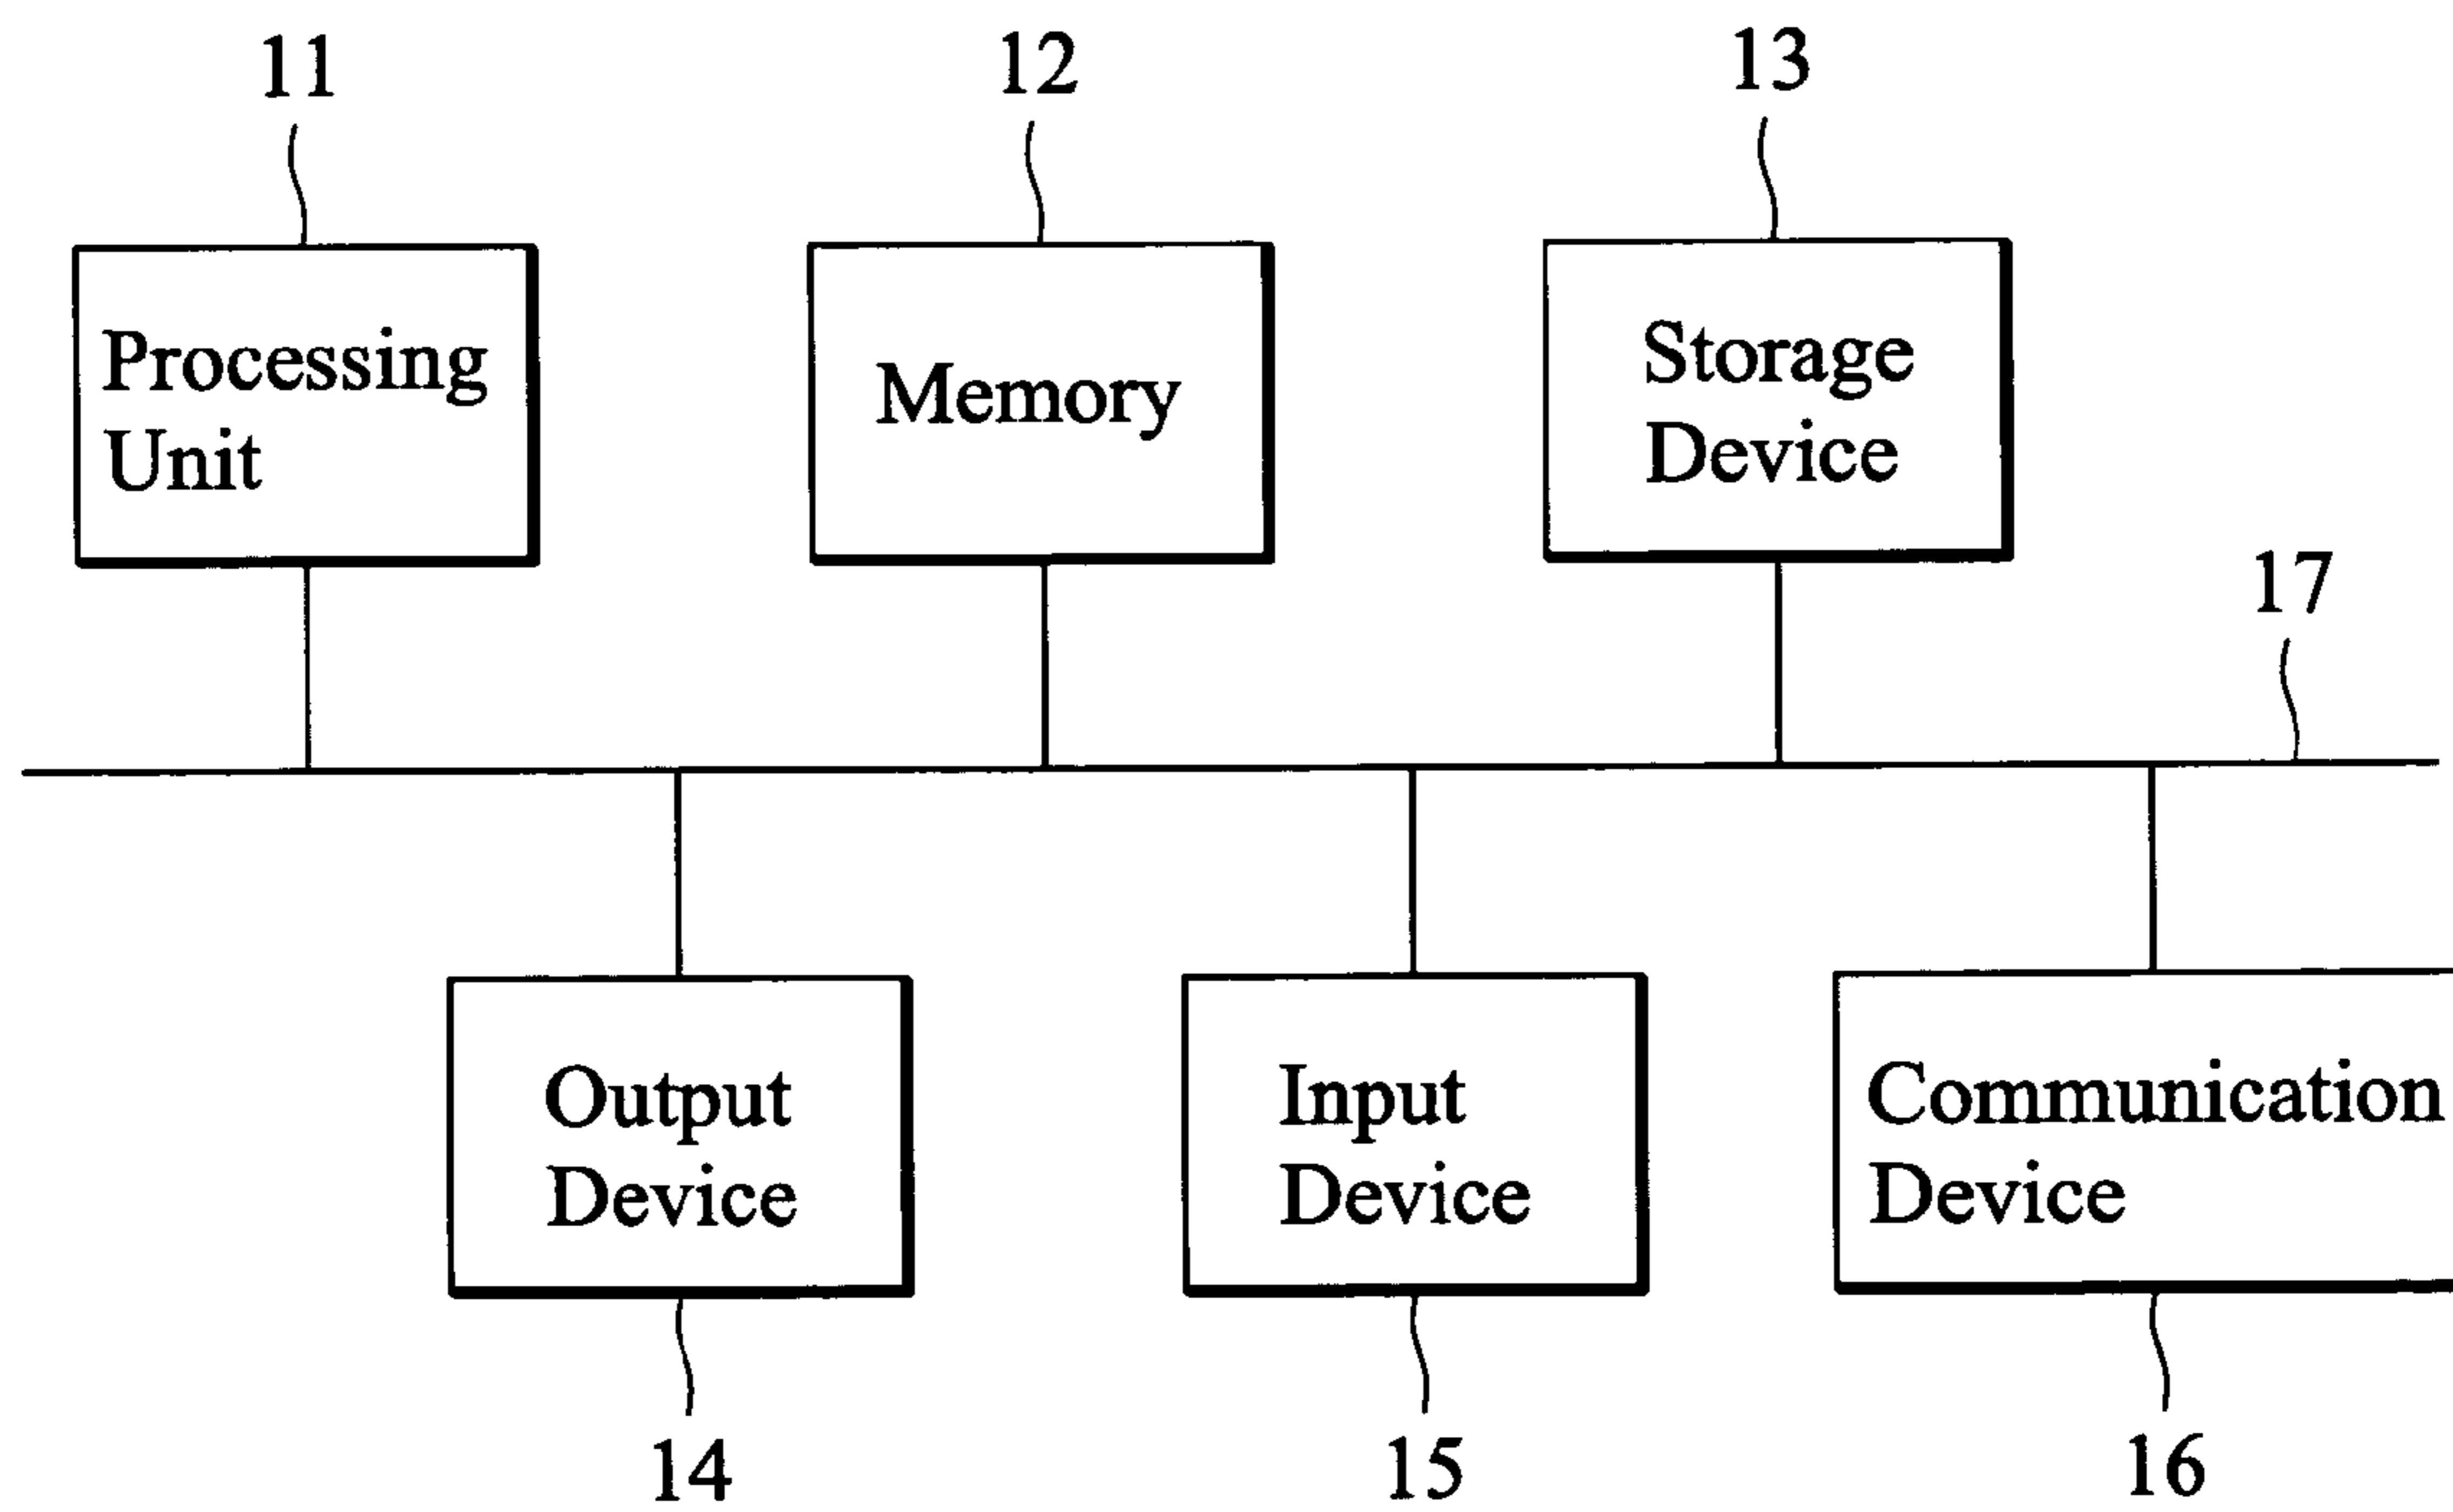 11
12
13
Processing
Unit
Memory
Storage
Device
17
Output
Device
Input
Device
Communication
Device
14
15
16